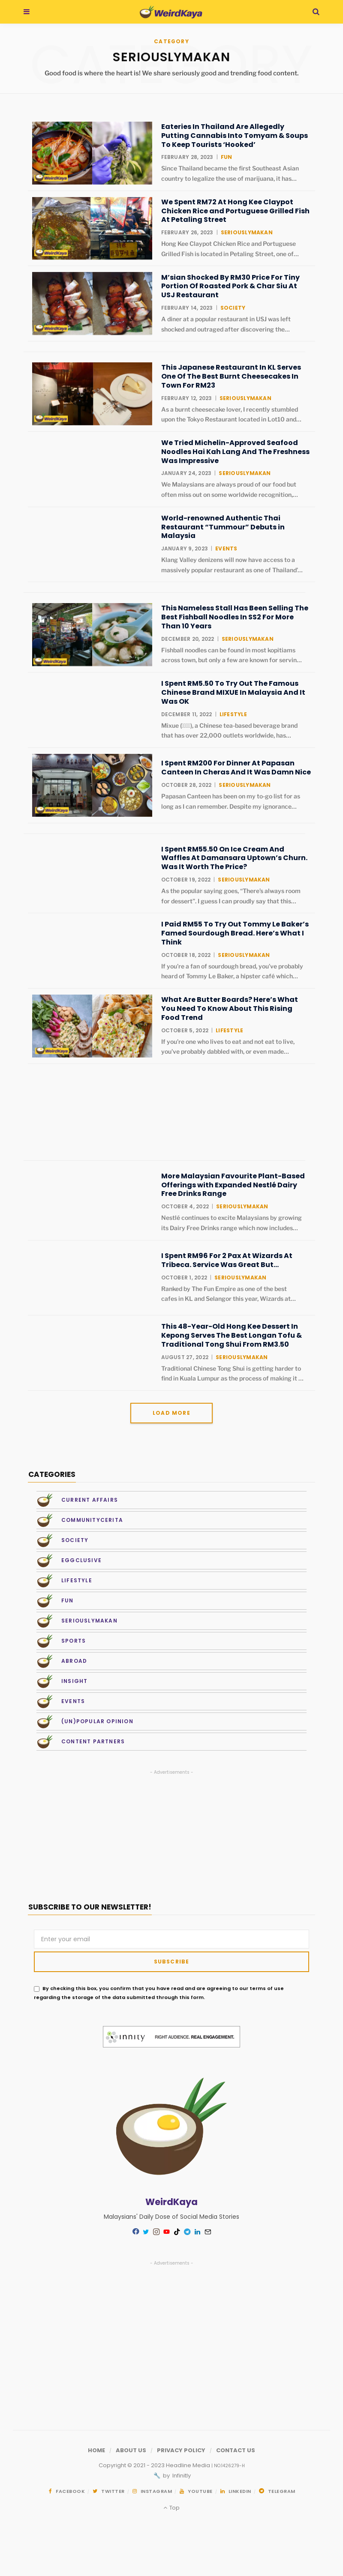 WeirdKaya
CATEGORY
SERIOUSLYMAKAN
Good food is where the heart is! We share seriously good and trending food content.
Eateries In Thailand Are Allegedly
Putting Cannabis Into Tomyam & Soups
To Keep Tourists ‘Hooked’
FEBRUARY 28, 2023 | FUN
Since Thailand became the first Southeast Asian
country to legalize the use of marijuana, it has…
We Spent RM72 At Hong Kee Claypot
Chicken Rice and Portuguese Grilled Fish
At Petaling Street
FEBRUARY 26, 2023 | SERIOUSLYMAKAN
Hong Kee Claypot Chicken Rice and Portuguese
Grilled Fish is located in Petaling Street, one of…
M’sian Shocked By RM30 Price For Tiny
Portion Of Roasted Pork & Char Siu At
USJ Restaurant
FEBRUARY 14, 2023 | SOCIETY
A diner at a popular restaurant in USJ was left
shocked and outraged after discovering the…
This Japanese Restaurant In KL Serves
One Of The Best Burnt Cheesecakes In
Town For RM23
FEBRUARY 12, 2023 | SERIOUSLYMAKAN
As a burnt cheesecake lover, I recently stumbled
upon the Tokyo Restaurant located in Lot10 and…
We Tried Michelin-Approved Seafood
Noodles Hai Kah Lang And The Freshness
Was Impressive
JANUARY 24, 2023 | SERIOUSLYMAKAN
We Malaysians are always proud of our food but
often miss out on some worldwide recognition,…
World-renowned Authentic Thai
Restaurant “Tummour” Debuts in
Malaysia
JANUARY 9, 2023 | EVENTS
Klang Valley denizens will now have access to a
massively popular restaurant as one of Thailand’…
This Nameless Stall Has Been Selling The
Best Fishball Noodles In SS2 For More
Than 10 Years
DECEMBER 20, 2022 | SERIOUSLYMAKAN
Fishball noodles can be found in most kopitiams
across town, but only a few are known for servin…
I Spent RM5.50 To Try Out The Famous
Chinese Brand MIXUE In Malaysia And It
Was OK
DECEMBER 11, 2022 | LIFESTYLE
Mixue (), a Chinese tea-based beverage brand
that has over 22,000 outlets worldwide, has…
I Spent RM200 For Dinner At Papasan
Canteen In Cheras And It Was Damn Nice
OCTOBER 29, 2022 | SERIOUSLYMAKAN
Papasan Canteen has been on my to-go list for as
long as I can remember. Despite my ignorance…
I Spent RM55.50 On Ice Cream And
Waffles At Damansara Uptown’s Churn.
Was It Worth The Price?
OCTOBER 19, 2022 | SERIOUSLYMAKAN
As the popular saying goes, “There’s always room
for dessert”. I guess I can proudly say that this…
I Paid RM55 To Try Out Tommy Le Baker’s
Famed Sourdough Bread. Here’s What I
Think
OCTOBER 18, 2022 | SERIOUSLYMAKAN
If you’re a fan of sourdough bread, you’ve probably
heard of Tommy Le Baker, a hipster café which…
What Are Butter Boards? Here’s What
You Need To Know About This Rising
Food Trend
OCTOBER 5, 2022 | LIFESTYLE
If you’re one who lives to eat and not eat to live,
you’ve probably dabbled with, or even made…
More Malaysian Favourite Plant-Based
Offerings with Expanded Nestlé Dairy
Free Drinks Range
OCTOBER 4, 2022 | SERIOUSLYMAKAN
Nestlé continues to excite Malaysians by growing
its Dairy Free Drinks range which now includes…
I Spent RM96 For 2 Pax At Wizards At
Tribeca. Service Was Great But…
OCTOBER 1, 2022 | SERIOUSLYMAKAN
Ranked by The Fun Empire as one of the best
cafes in KL and Selangor this year, Wizards at…
This 48-Year-Old Hong Kee Dessert In
Kepong Serves The Best Longan Tofu &
Traditional Tong Shui From RM3.50
AUGUST 27, 2022 | SERIOUSLYMAKAN
Traditional Chinese Tong Shui is getting harder to
find in Kuala Lumpur as the process of making it …
LOAD MORE
CATEGORIES
CURRENT AFFAIRS
COMMUNITYCERITA
SOCIETY
EGGCLUSIVE
LIFESTYLE
FUN
SERIOUSLYMAKAN
SPORTS
ABROAD
INSIGHT
EVENTS
(UN)POPULAR OPINION
CONTENT PARTNERS
- Advertisements -
SUBSCRIBE TO OUR NEWSLETTER!
Enter your email
SUBSCRIBE
By checking this box, you confirm that you have read and are agreeing to our terms of use
regarding the storage of the data submitted through this form.
innity RIGHT AUDIENCE. REAL ENGAGEMENT.
WeirdKaya
Malaysians' Daily Dose of Social Media Stories
- Advertisements -
HOME / ABOUT US / PRIVACY POLICY / CONTACT US
Copyright © 2021 - 2023 Headline Media
by Infinity
FACEBOOK TWITTER INSTAGRAM YOUTUBE LINKEDIN TELEGRAM
Top